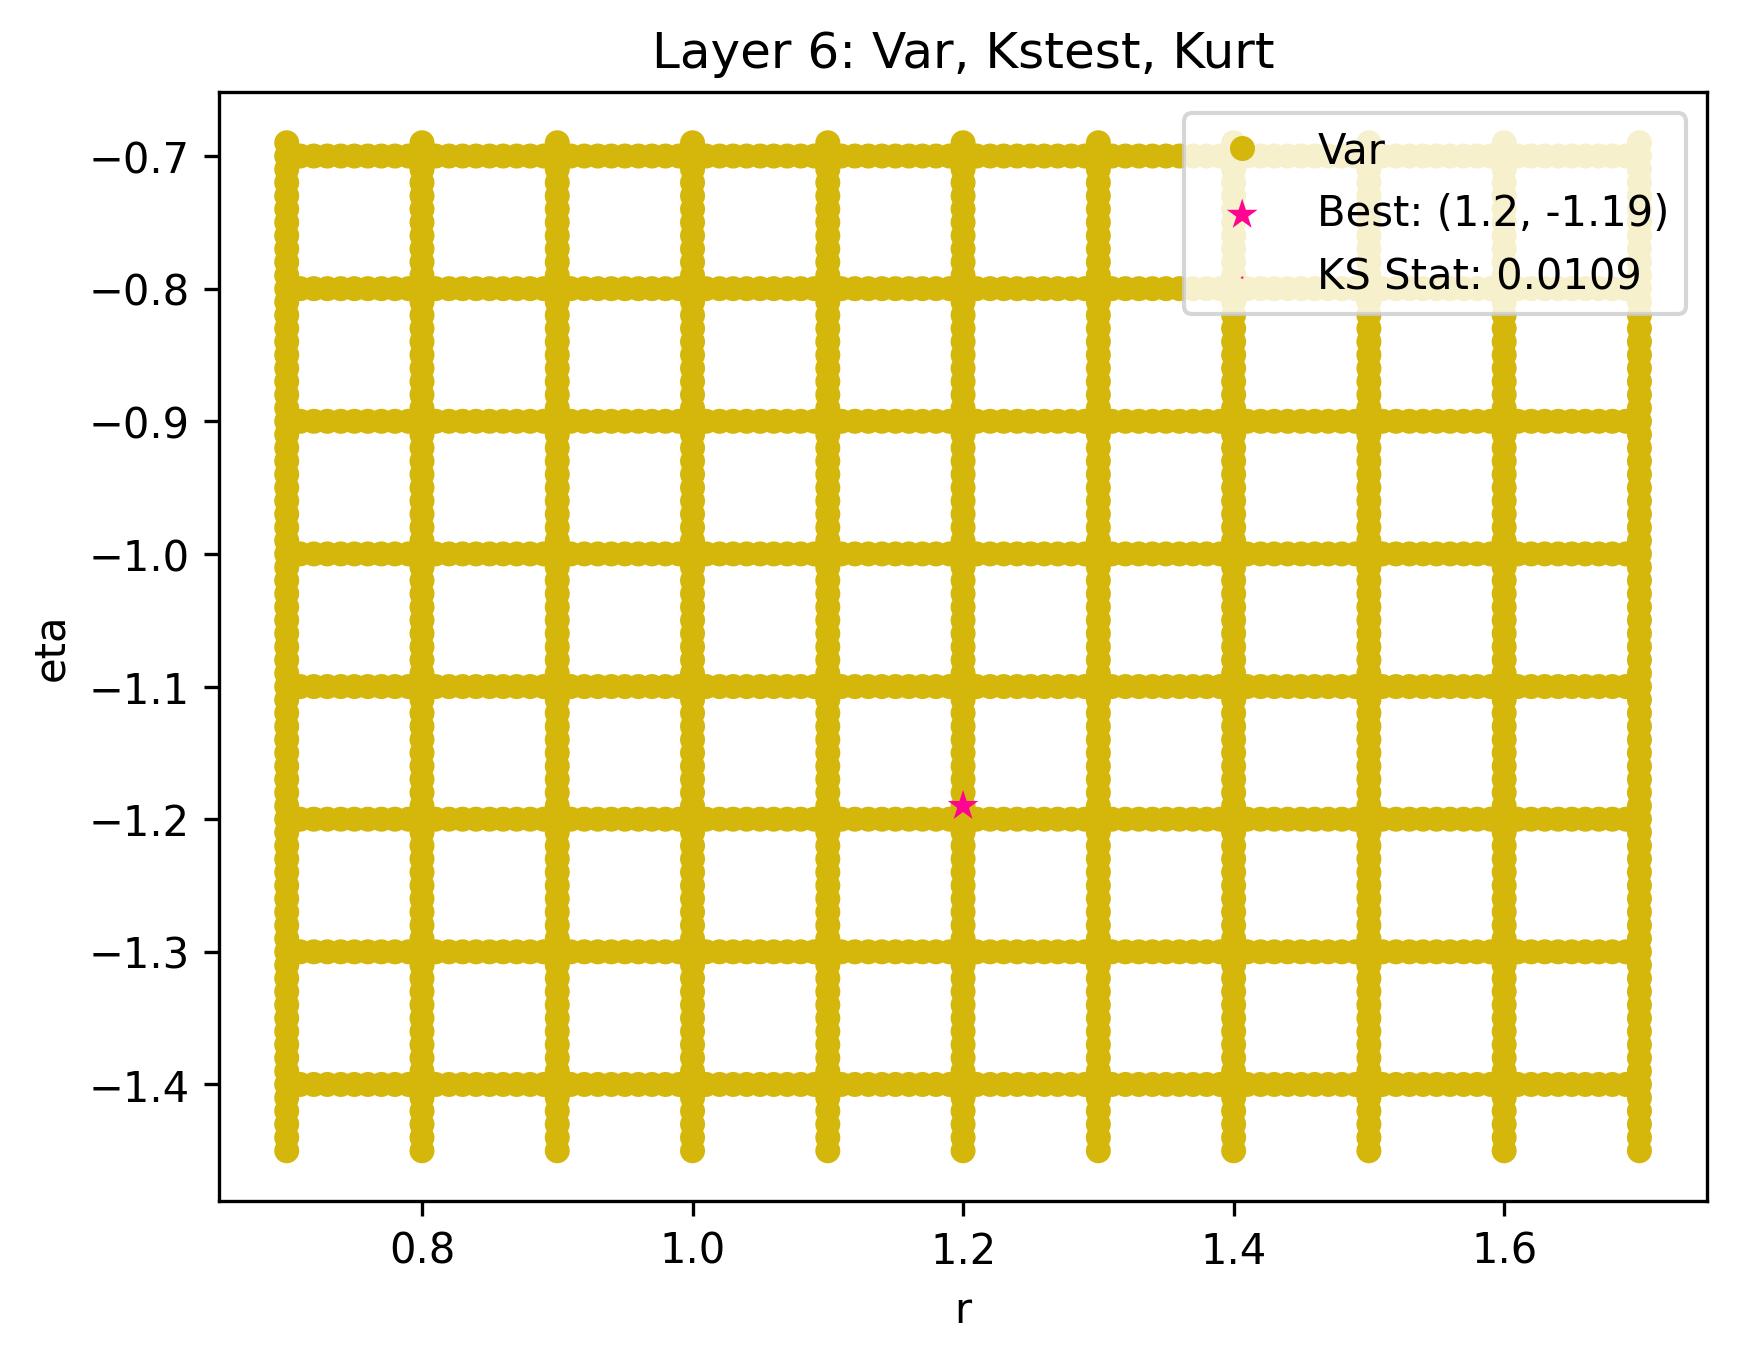 Layer 6: Var, Kstest, Kurt
Var
Best: (1.2, -1.19)
KS Stat: 0.0109
eta
−0.7
−0.8
−0.9
−1.0
−1.1
−1.2
−1.3
−1.4
0.8
1.0
1.2
1.4
1.6
r